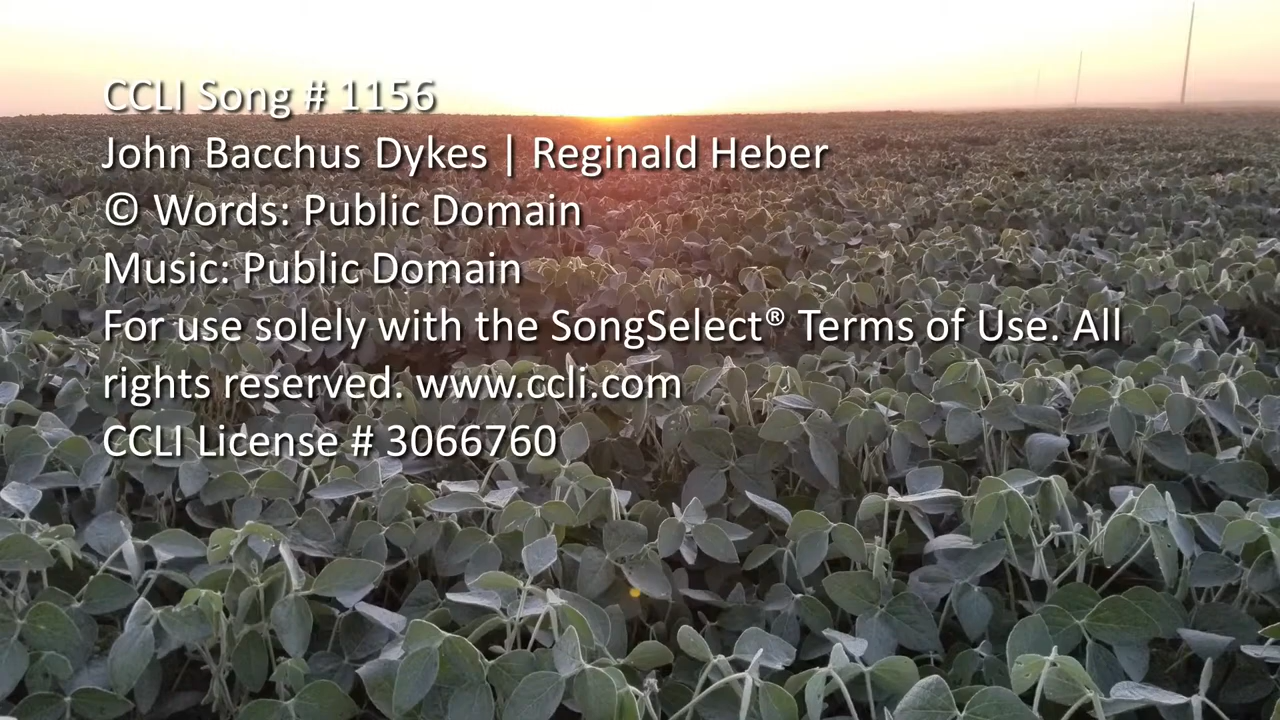 CCLI Song # 1156
John Bacchus Dykes | Reginald Heber
© Words: Public Domain
Music: Public Domain
For use solely with the SongSelect® Terms of Use. All
rights reserved. www.ccli.com
CCLI License # 3066760